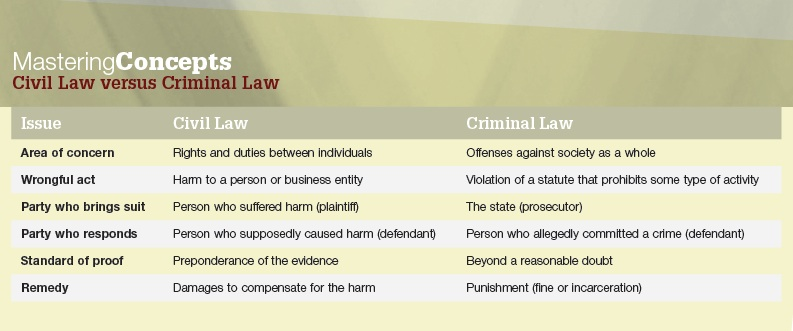 MasteringConcepts
Civil Law versus Criminal Law
Issue Civil Law Criminal Law
Area of concern Rights and duties between individuals Offenses against society as a whole
Wrongful act Harm to a person or business entity Violation of a statute that prohibits some type of activity
Party who brings suit Person who suffered harm (plaintiff) The state (prosecutor)
Party who responds Person who supposedly caused harm (defendant) Person who allegedly committed a crime (defendant)
Standard of proof Preponderance of the evidence Beyond a reasonable doubt
Remedy Damages to compensate for the harm Punishment (fine or incarceration)